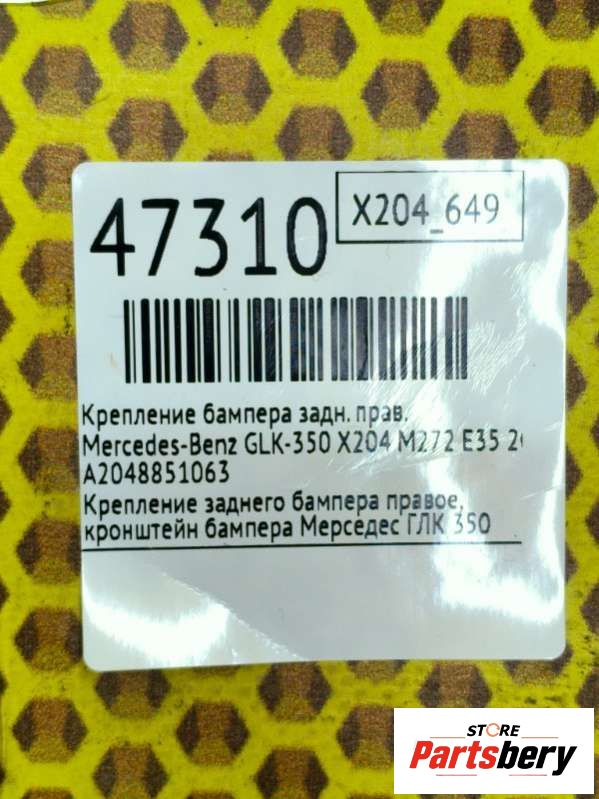 47310
X204_649
Крепление бампера задн. прав.
Mercedes-Benz GLK-350 X204 M272 E35
A2048851063
Крепление заднего бампера правое,
кронштейн бампера Мерседес ГЛК 350
STORE
Partsbery